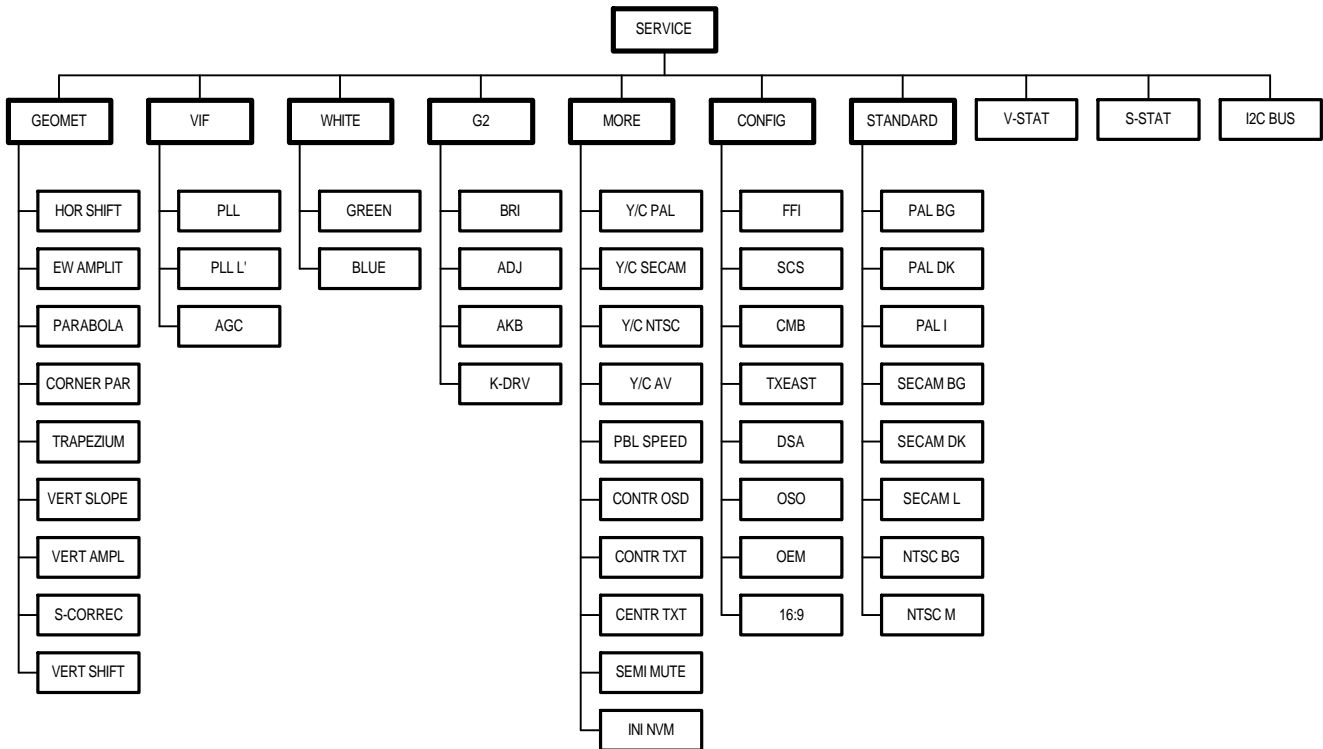 SERVICE
GEOMET
VIF
WHITE
G2
MORE
CONFIG
STANDARD
V-STAT
S-STAT
I2C BUS
HOR SHIFT
EW AMPLIT
PARABOLA
CORNER PAR
TRAPEZIUM
VERT SLOPE
VERT AMPL
S-CORREC
VERT SHIFT
PLL
PLL L'
AGC
GREEN
BLUE
BRI
ADJ
AKB
K-DRV
Y/C PAL
Y/C SECAM
Y/C NTSC
Y/C AV
PBL SPEED
CONTR OSD
CONTR TXT
CENTR TXT
SEMI MUTE
INI NVM
FFI
SCS
CMB
TXEAST
DSA
OSO
OEM
16:9
PAL BG
PAL DK
PAL I
SECAM BG
SECAM DK
SECAM L
NTSC BG
NTSC M